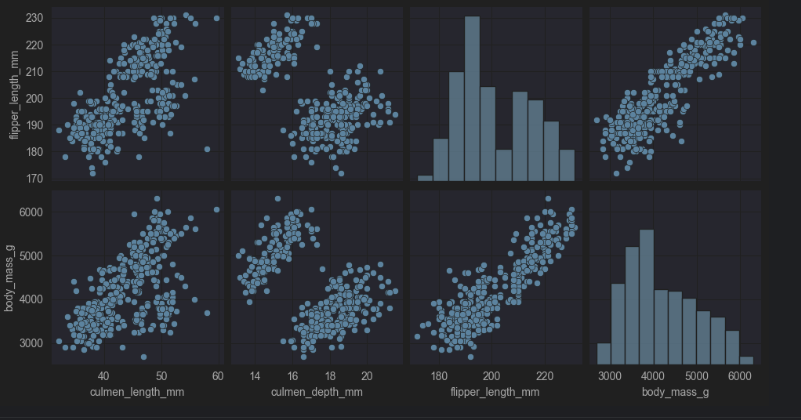 230
220
210
200
190
180
170
flipper_length_mm
6000
5000
4000
3000
body_mass_g
40 50 60
14 16 18 20
180 200 220
3000 4000 5000 6000
culmen_length_mm
culmen_depth_mm
flipper_length_mm
body_mass_g